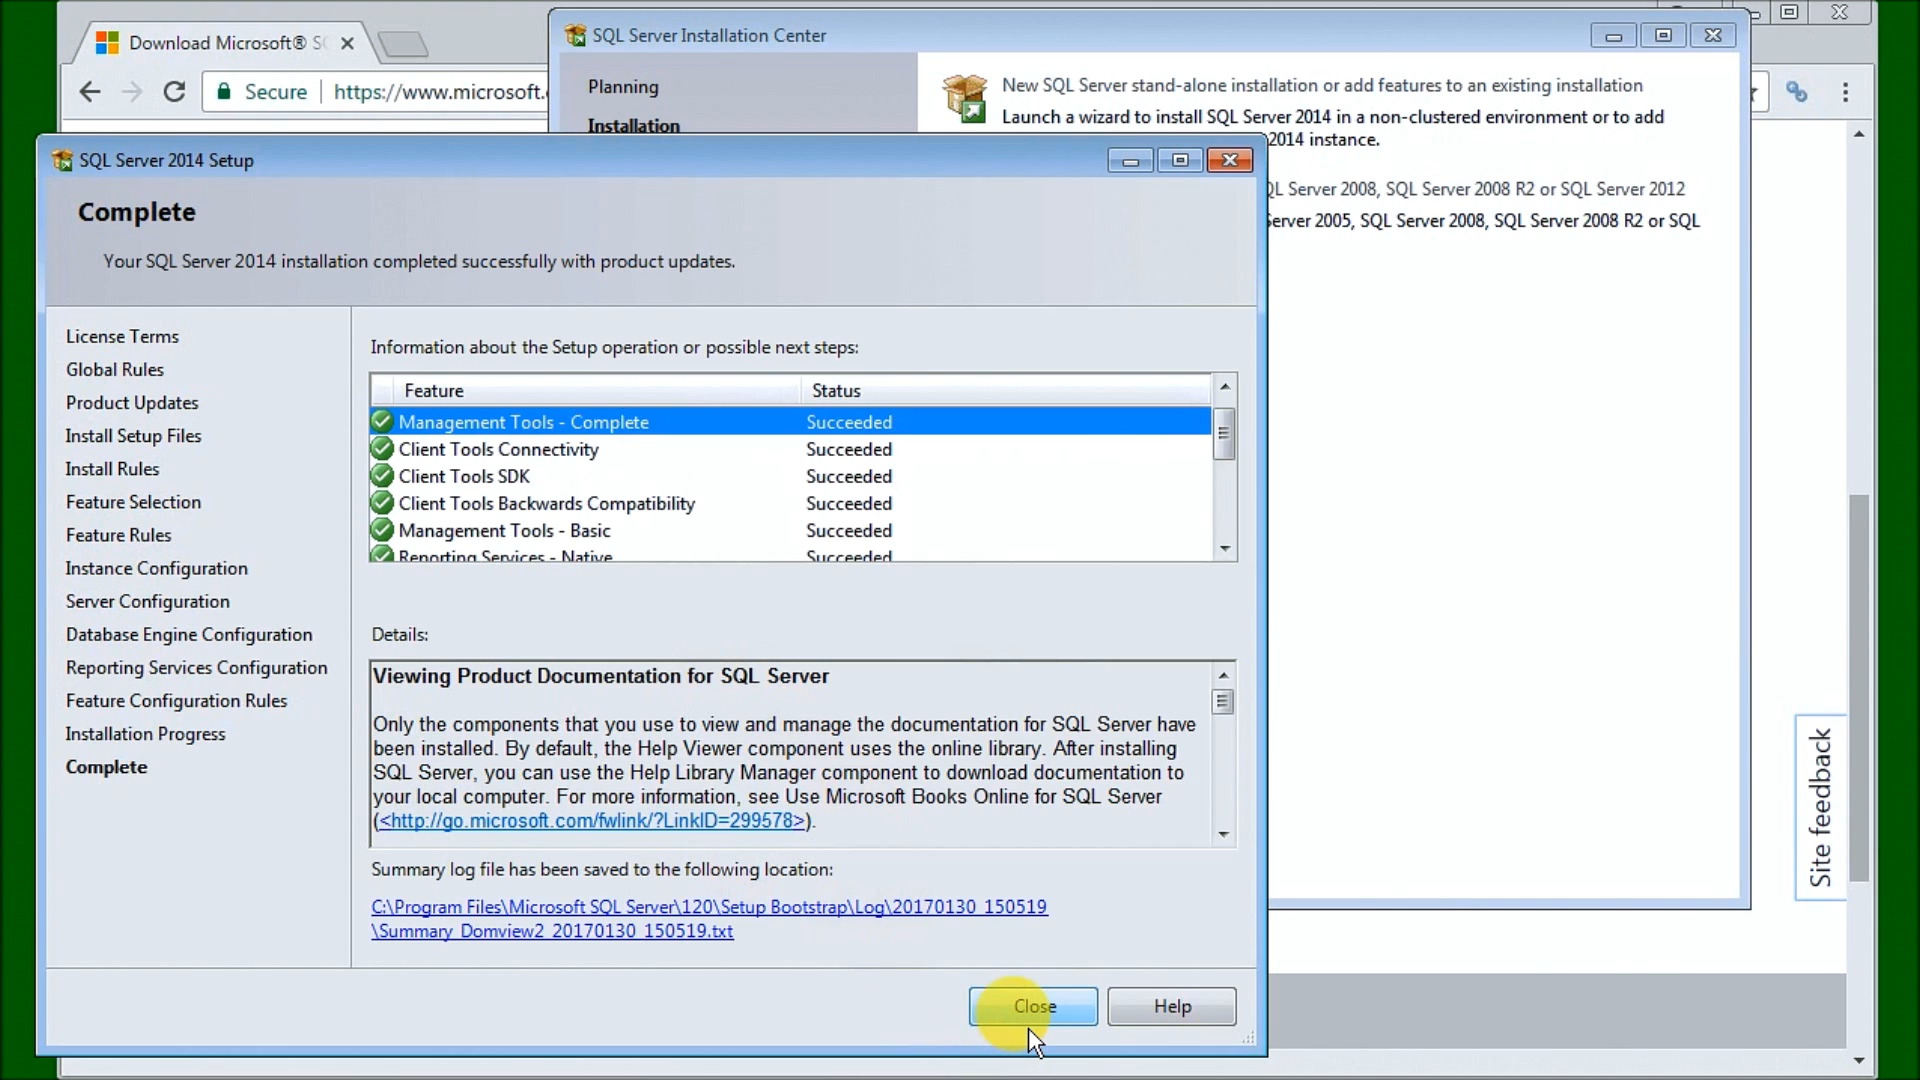 Download Microsoft® S
Secure
https://www.microsoft.
SQL Server Installation Center
Planning
Installation
New SQL Server stand-alone installation or add features to an existing installation
Launch a wizard to install SQL Server 2014 in a non-clustered environment or to add
2014 instance.
QL Server 2008, SQL Server 2008 R2 or SQL Server 2012
Server 2005, SQL Server 2008, SQL Server 2008 R2 or SQL
SQL Server 2014 Setup
Complete
Your SQL Server 2014 installation completed successfully with product updates.
License Terms
Global Rules
Product Updates
Install Setup Files
Install Rules
Feature Selection
Feature Rules
Instance Configuration
Server Configuration
Database Engine Configuration
Reporting Services Configuration
Feature Configuration Rules
Installation Progress
Complete
Information about the Setup operation or possible next steps:
Feature Status
Management Tools - Complete Succeeded
Client Tools Connectivity Succeeded
Client Tools SDK Succeeded
Client Tools Backwards Compatibility Succeeded
Management Tools - Basic Succeeded
Reporting Services - Native Succeeded
Details:
Viewing Product Documentation for SQL Server
Only the components that you use to view and manage the documentation for SQL Server have
been installed. By default, the Help Viewer component uses the online library. After installing
SQL Server, you can use the Help Library Manager component to download documentation to
your local computer. For more information, see Use Microsoft Books Online for SQL Server
(<http://go.microsoft.com/fwlink/?LinkID=299578>).
Summary log file has been saved to the following location:
C:\Program Files\Microsoft SQL Server\120\Setup Bootstrap\Log\20170130_150519
\Summary_Domview2_20170130_150519.txt
Close
Help
Site feedback